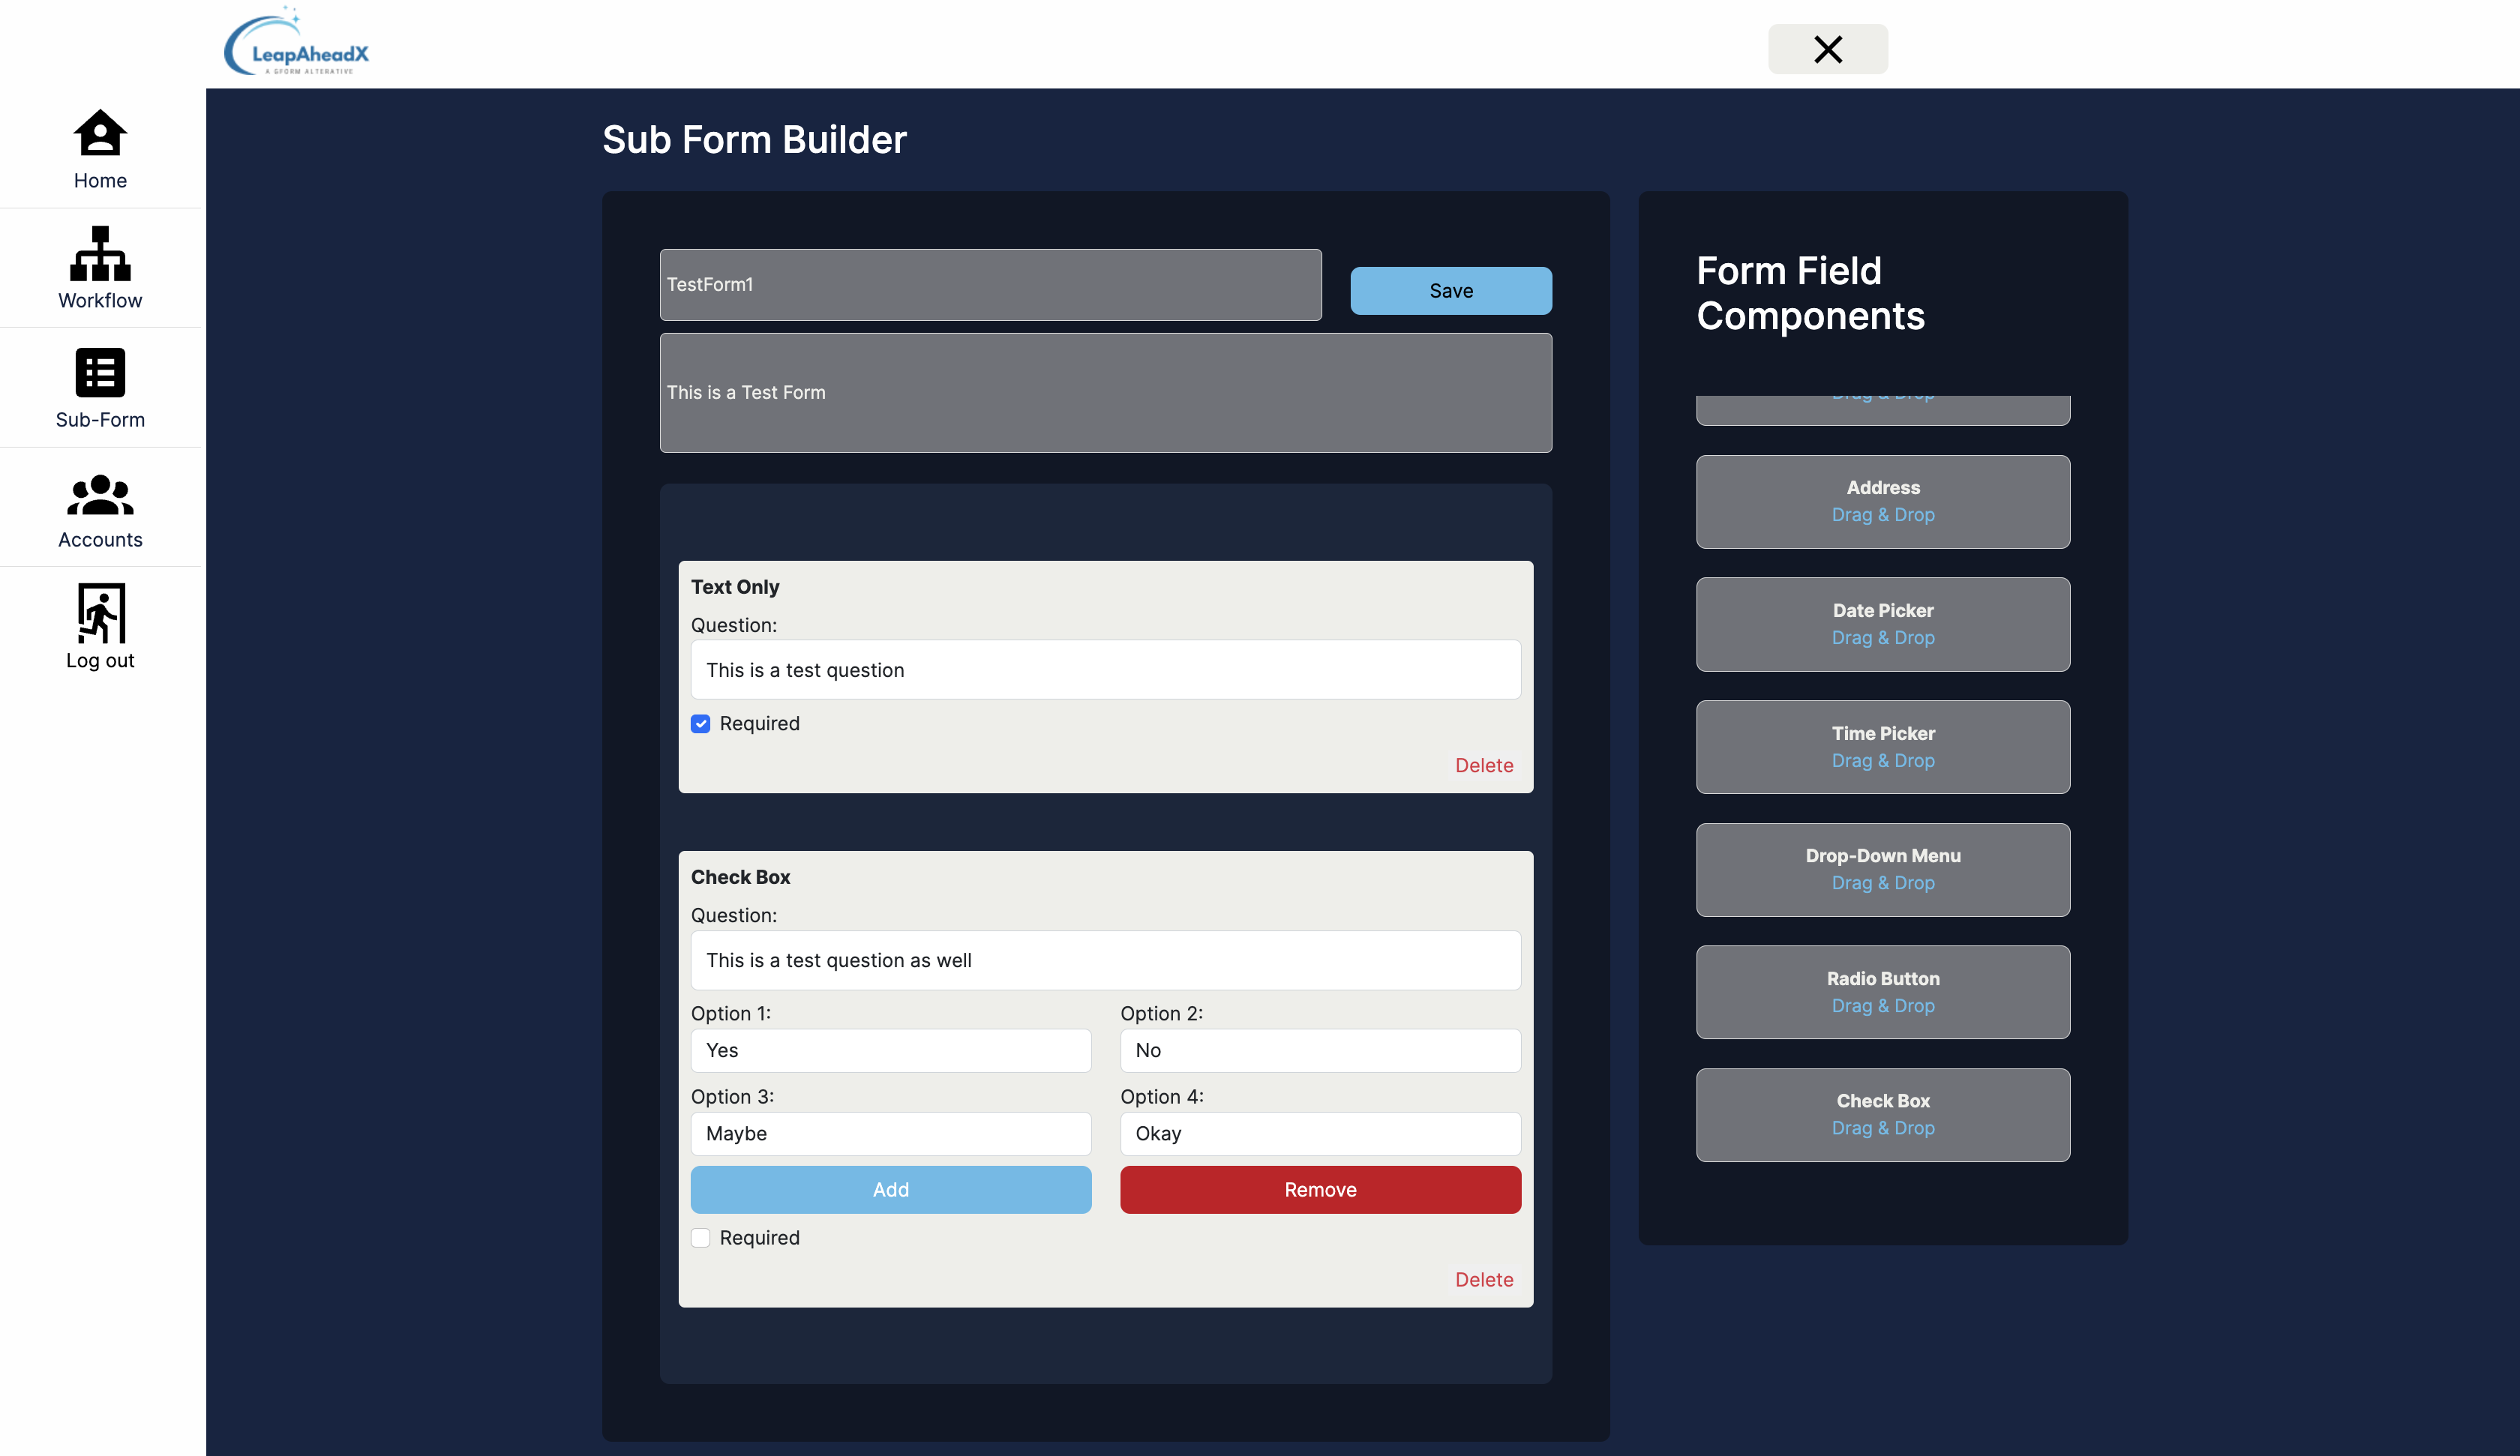 LeapAheadX
A GFORM ALTERATIVE
Home
Workflow
Sub-Form
Accounts
Log out
Sub Form Builder
TestForm1
Save
This is a Test Form
Text Only
Question:
This is a test question
Required
Delete
Check Box
Question:
This is a test question as well
Option 1:
Option 2:
Yes
No
Option 3:
Option 4:
Maybe
Okay
Add
Remove
Required
Delete
Form Field
Components
Drag & Drop
Address
Drag & Drop
Date Picker
Drag & Drop
Time Picker
Drag & Drop
Drop-Down Menu
Drag & Drop
Radio Button
Drag & Drop
Check Box
Drag & Drop